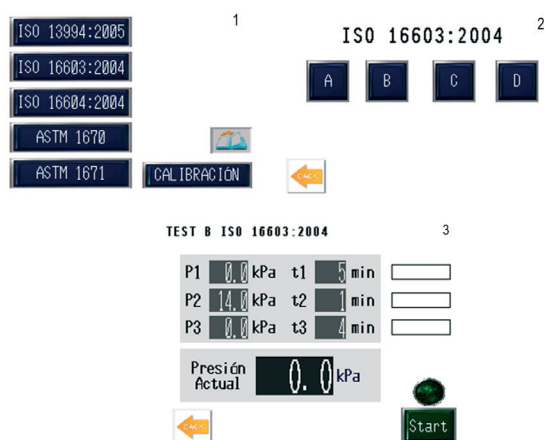 1
ISO 13994:2005
ISO 16603:2004
ISO 16604:2004
ASTM 1670
ASTM 1671
CALIBRACIÓN
2
ISO 16603:2004
A B C D
BACK
TEST B ISO 16603:2004 3
P1 0.0 kPa t1 5 min
P2 14.0 kPa t2 1 min
P3 0.0 kPa t3 4 min
Presión
Actual 0.0 kPa
BACK
Start